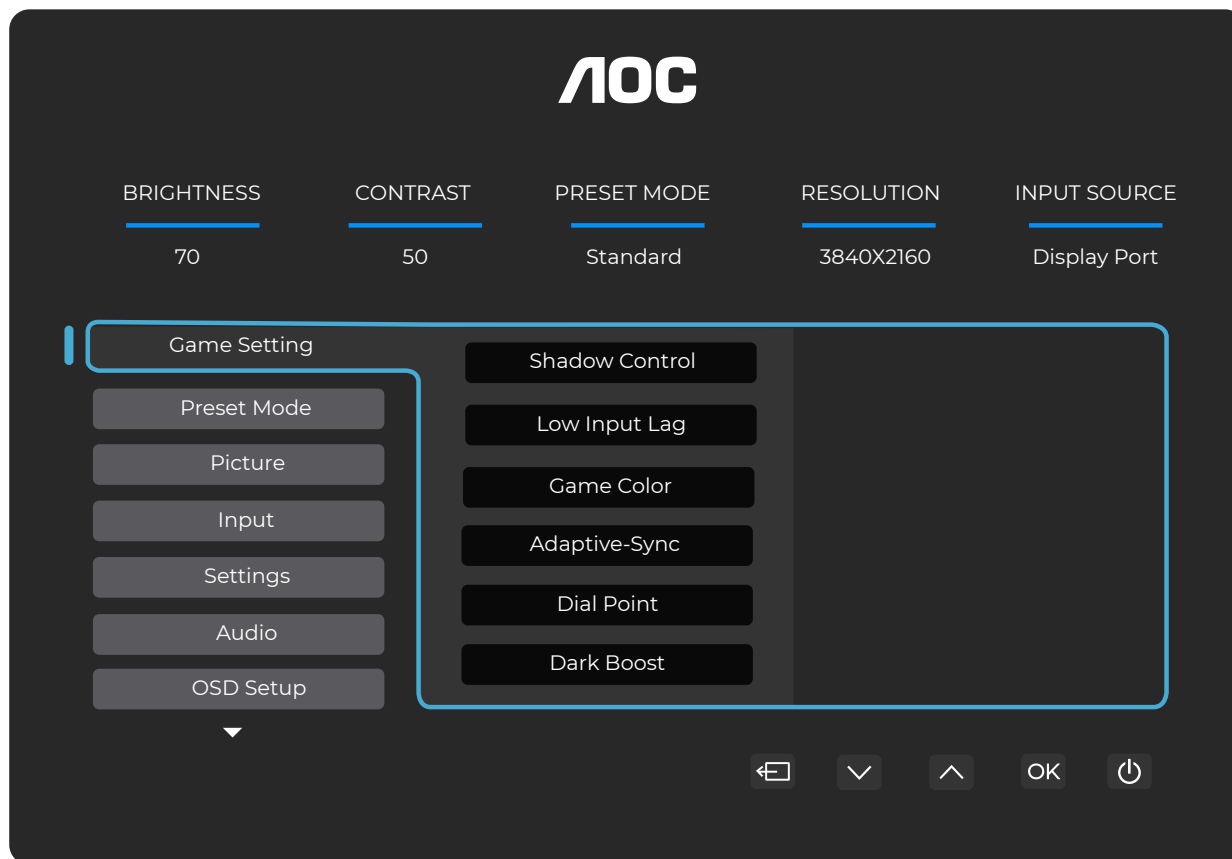 AOC
BRIGHTNESS CONTRAST PRESET MODE RESOLUTION INPUT SOURCE
70 50 Standard 3840X2160 Display Port
Game Setting
Preset Mode
Picture
Input
Settings
Audio
OSD Setup
Shadow Control
Low Input Lag
Game Color
Adaptive-Sync
Dial Point
Dark Boost
OK